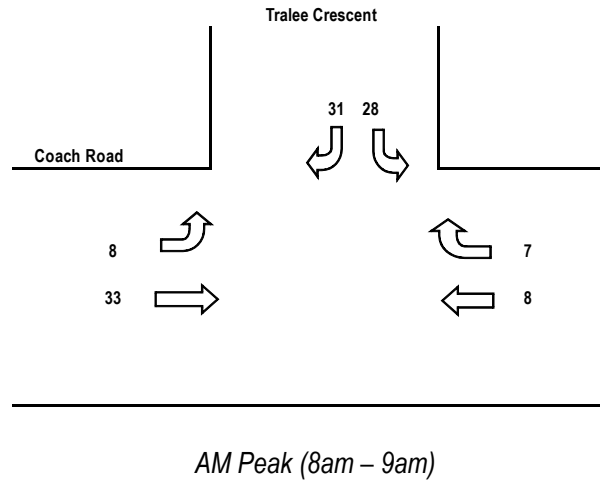 Tralee Crescent
31 28
Coach Road
8
7
33
8
AM Peak (8am – 9am)